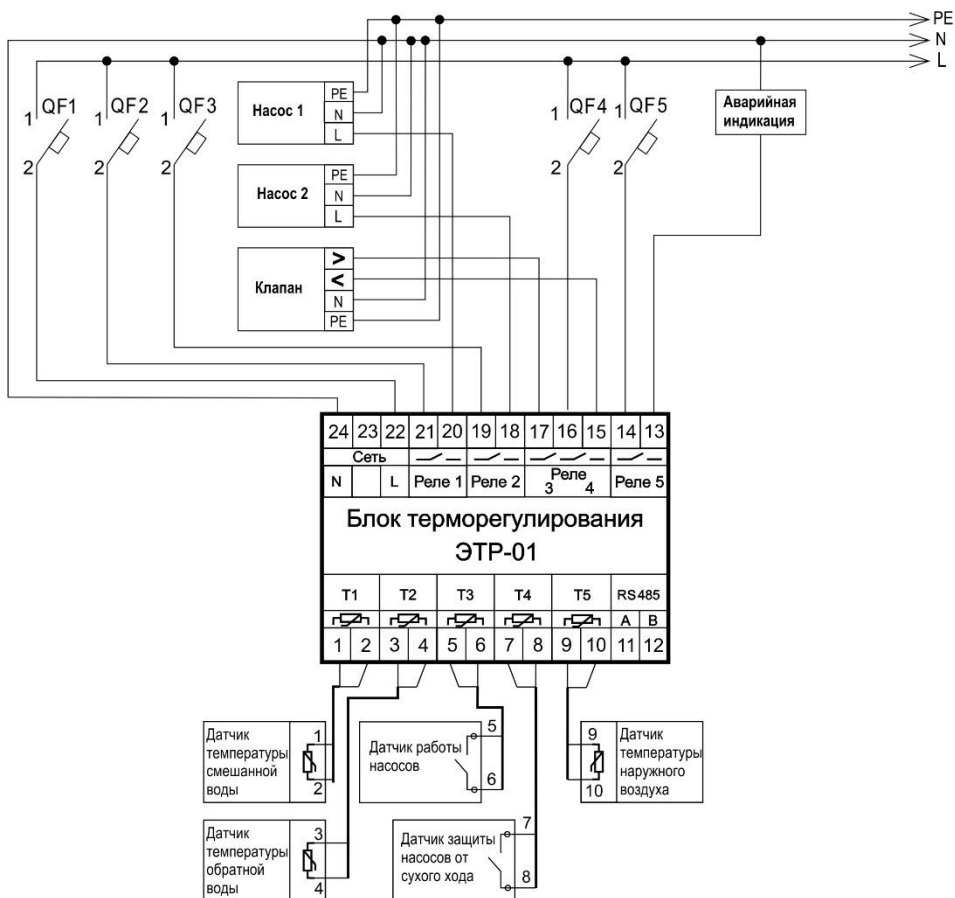 PE
N
L
1 QF1
1 QF2
1 QF3
2
2
2
Насос 1
PE
N
L
Насос 2
PE
N
L
Клапан
>
<
N
PE
1 QF4
1 QF5
2
2
Аварийная
индикация
24 23 22 21 20 19 18 17 16 15 14 13
Сеть
N L Реле 1 Реле 2 Реле 3 4 Реле 5
Блок терморегулирования
ЭТР-01
T1 T2 T3 T4 T5 RS485
A B
1 2 3 4 5 6 7 8 9 10 11 12
Датчик
температуры
смешанной
воды
1
2
Датчик работы
насосов
5
6
9
10
Датчик
температуры
наружного
воздуха
Датчик
температуры
обратной
воды
3
4
Датчик защиты
насосов от
сухого хода
7
8